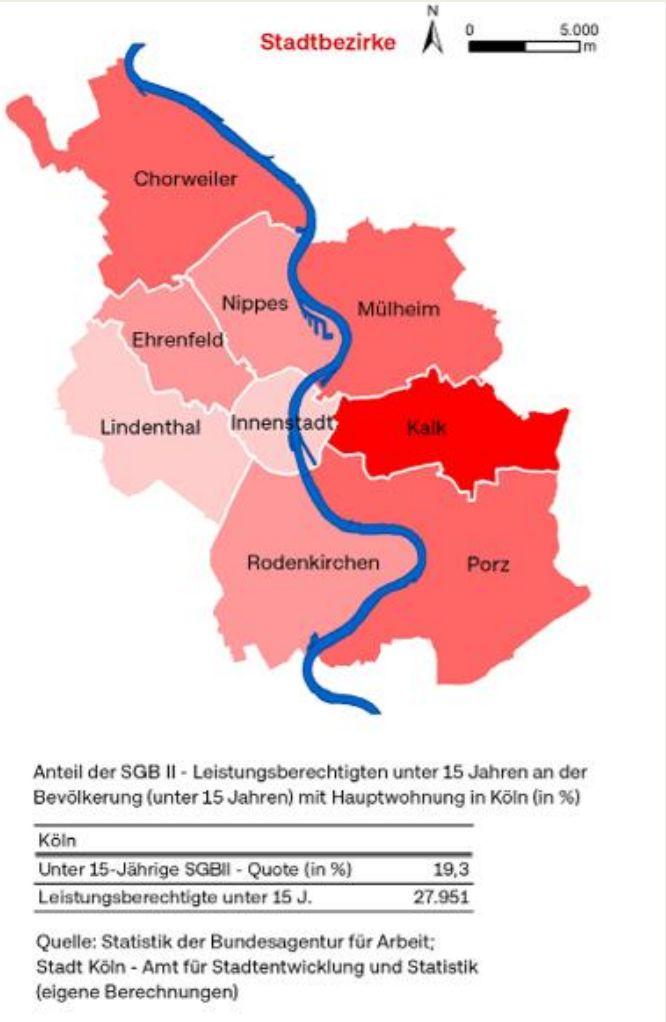 Stadtbezirke
N
0 5.000
m
Chorweiler
Nippes
Mülheim
Ehrenfeld
Lindenthal
Innenstadt
Kalk
Rodenkirchen
Porz
Anteil der SGB II - Leistungsberechtigten unter 15 Jahren an der
Bevölkerung (unter 15 Jahren) mit Hauptwohnung in Köln (in %)
Köln
Unter 15-Jährige SGBII - Quote (in %) 19,3
Leistungsberechtigte unter 15 J. 27.951
Quelle: Statistik der Bundesagentur für Arbeit;
Stadt Köln - Amt für Stadtentwicklung und Statistik
(eigene Berechnungen)